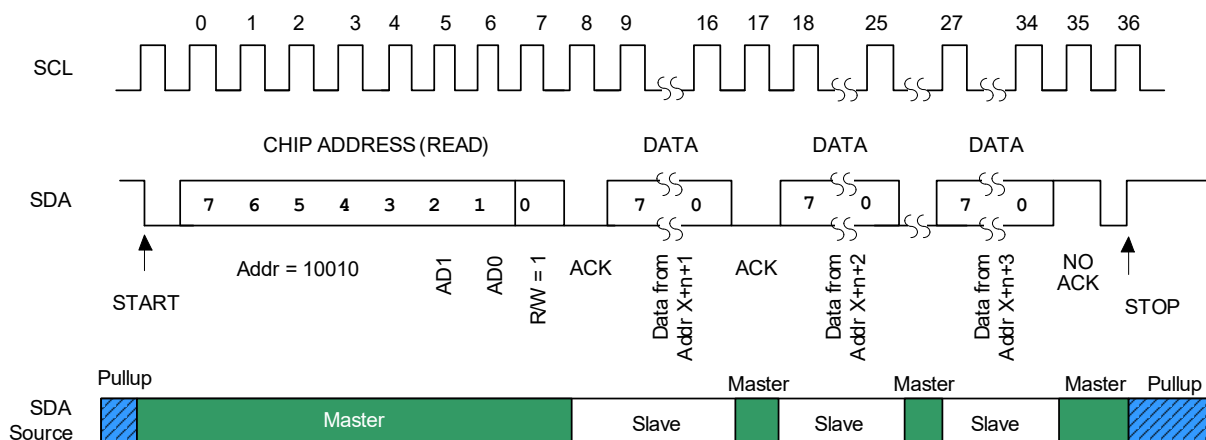 0 1 2 3 4 5 6 7 8 9 16 17 18 25 27 34 35 36
SCL
CHIP ADDRESS (READ) DATA DATA DATA
SDA
7 6 5 4 3 2 1 0 7 0 7 0 7 0
START
Addr = 10010
AD1
AD0
R/W = 1
ACK
Data from
Addr X+n+1
ACK
Data from
Addr X+n+2
Data from
Addr X+n+3
NO
ACK
STOP
Pullup Master Master Master Pullup
SDA
Source
Master Slave Slave Slave